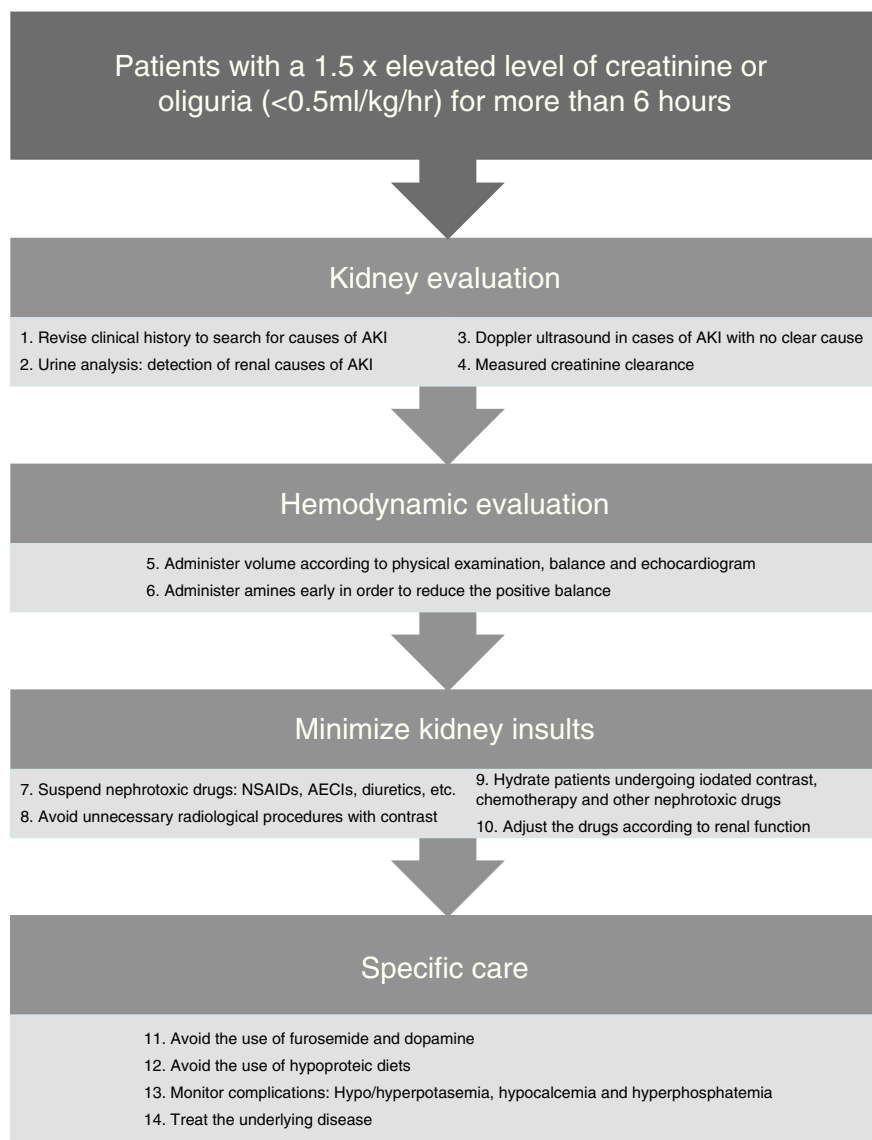 Patients with a 1.5 x elevated level of creatinine or
oliguria (<0.5ml/kg/hr) for more than 6 hours
Kidney evaluation
1. Revise clinical history to search for causes of AKI
2. Urine analysis: detection of renal causes of AKI
3. Doppler ultrasound in cases of AKI with no clear cause
4. Measured creatinine clearance
Hemodynamic evaluation
5. Administer volume according to physical examination, balance and echocardiogram
6. Administer amines early in order to reduce the positive balance
Minimize kidney insults
7. Suspend nephrotoxic drugs: NSAIDs, AECIs, diuretics, etc.
8. Avoid unnecessary radiological procedures with contrast
9. Hydrate patients undergoing iodated contrast,
chemotherapy and other nephrotoxic drugs
10. Adjust the drugs according to renal function
Specific care
11. Avoid the use of furosemide and dopamine
12. Avoid the use of hypoproteic diets
13. Monitor complications: Hypo/hyperpotasemia, hypocalcemia and hyperphosphatemia
14. Treat the underlying disease